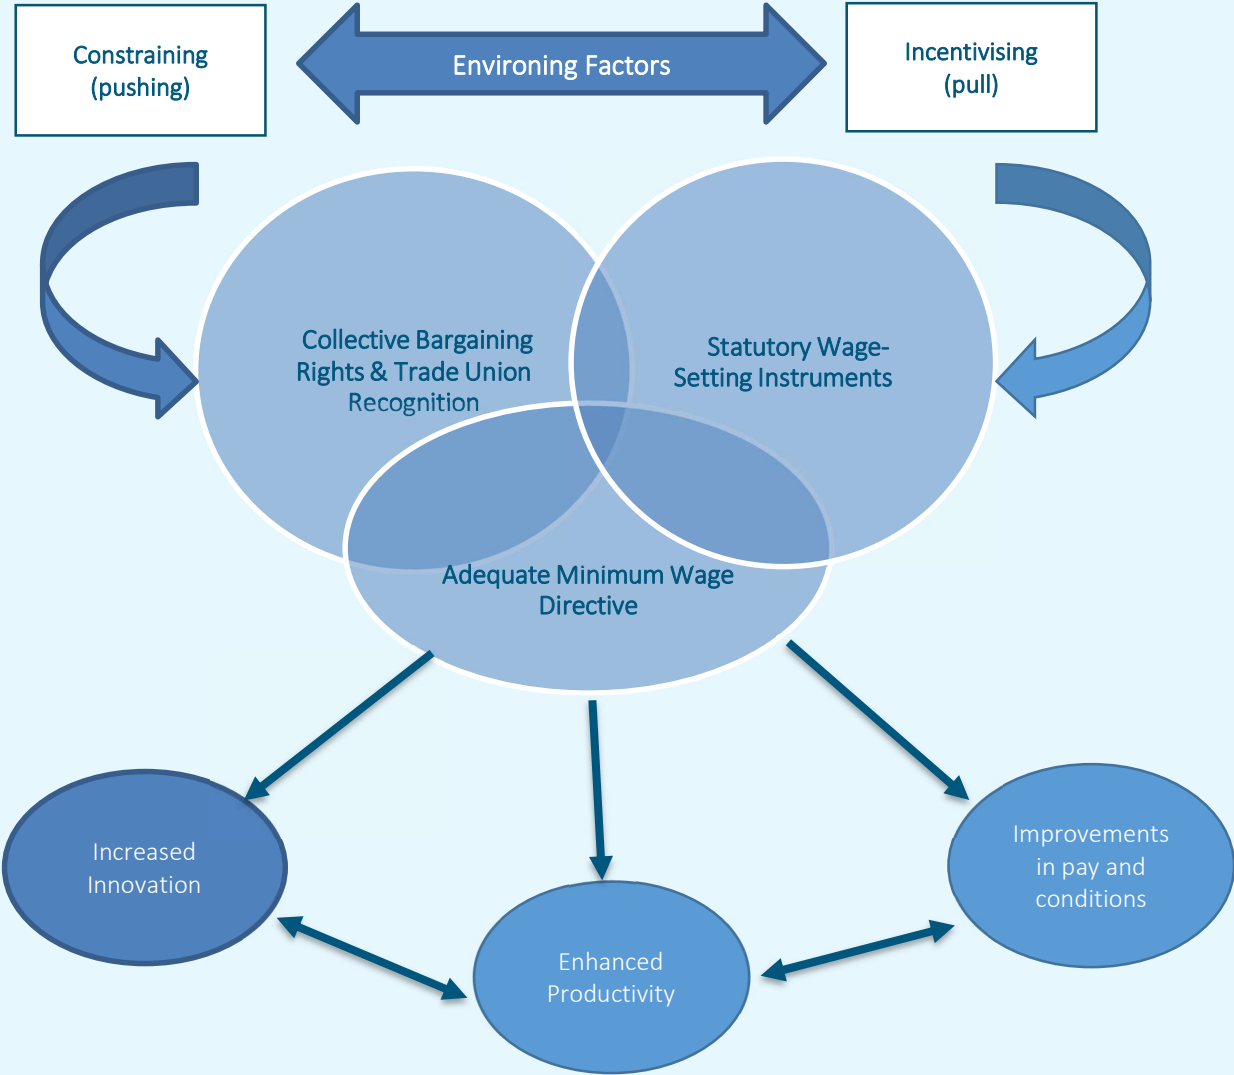 Constraining
(pushing)
Environing Factors
Incentivising
(pull)
Collective Bargaining
Rights & Trade Union
Recognition
Statutory Wage-
Setting Instruments
Adequate Minimum Wage
Directive
Increased
Innovation
Enhanced
Productivity
Improvements
in pay and
conditions